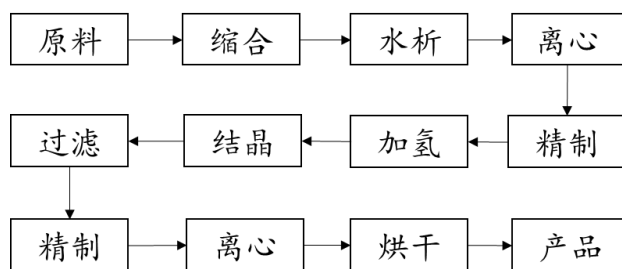 原料 缩合 水析 离心
过滤 结晶 加氢 精制
精制 离心 烘干 产品